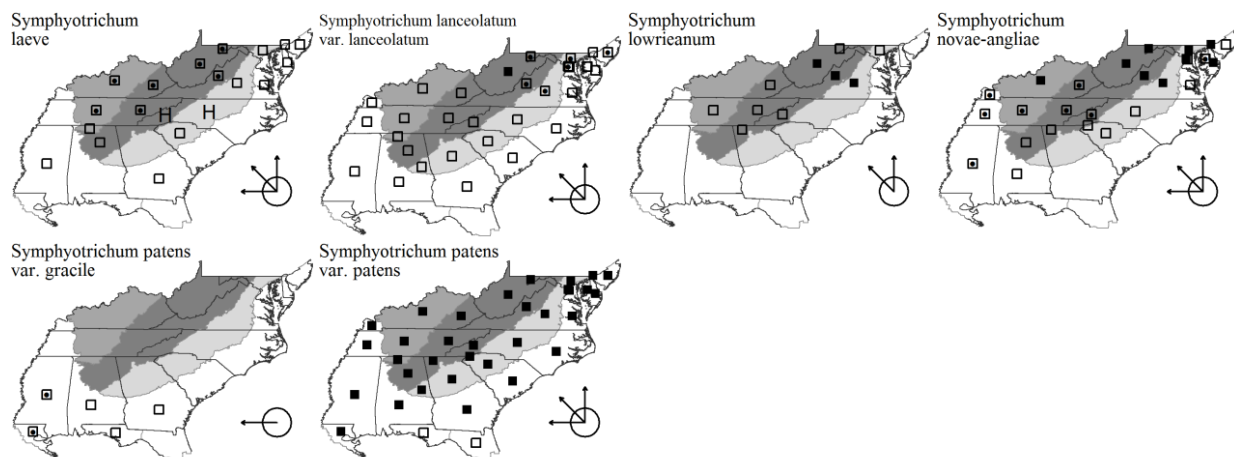 Symphyotrichum
laeve
Symphyotrichum lanceolatum
var. lanceolatum
Symphyotrichum
lowrieanum
Symphyotrichum
novae-angliae
H
H
Symphyotrichum patens
var. gracile
Symphyotrichum patens
var. patens